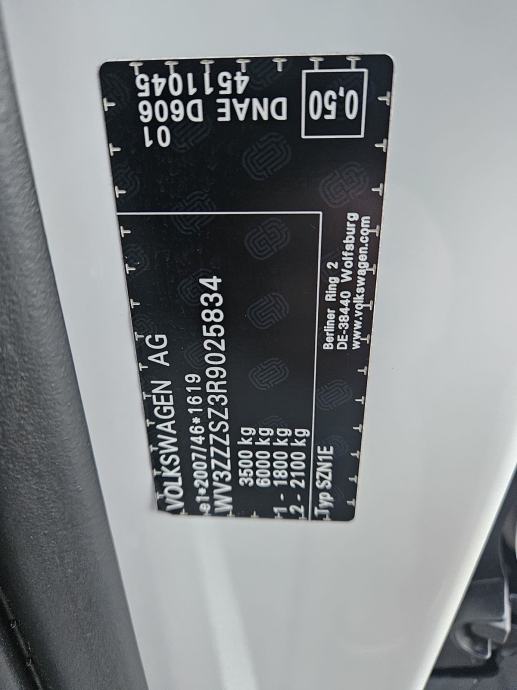 VOLKSWAGEN AG
e1*2007/46*1619
WV3ZZZSZ3R9025834
3500 kg
6000 kg
1 - 1800 kg
2 - 2100 kg
Typ SZN1E
Berliner Ring 2
DE-38440 Wolfsburg
www.volkswagen.com
01
DNAE D606
4511045
0,50